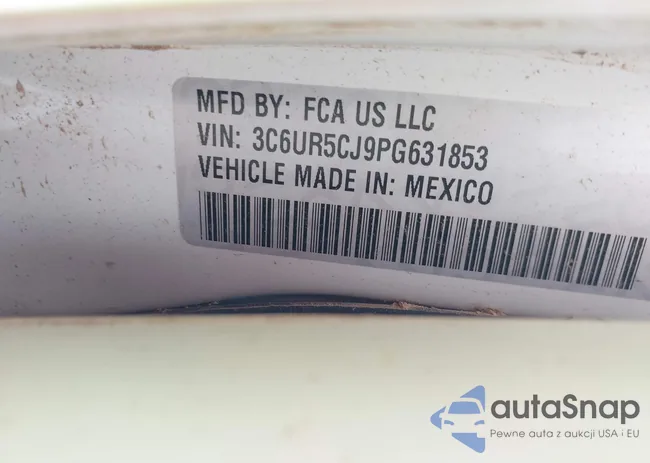 MFD BY: FCA US LLC
VIN: 3C6UR5CJ9PG631853
VEHICLE MADE IN: MEXICO
autaSnap
Pewne auta z aukcji USA i EU